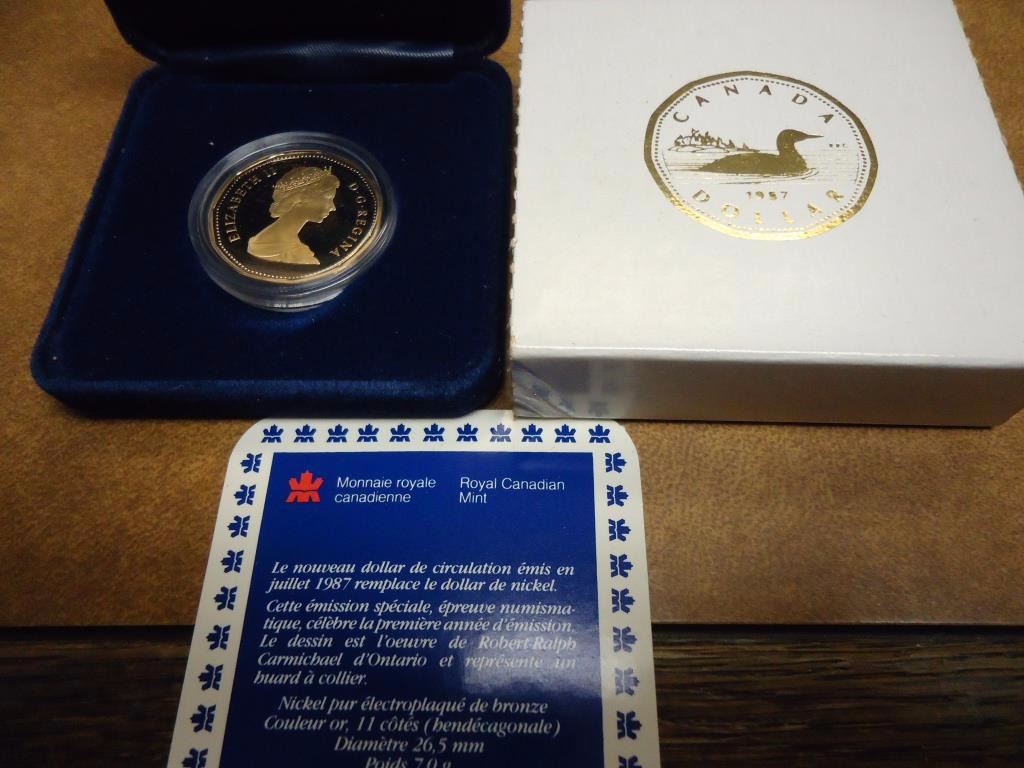 ELIZABETH II D·G·REGINA
CANADA
1987
DOLLAR
Monnaie royale canadienne
Royal Canadian Mint
Le nouveau dollar de circulation émis en
juillet 1987 remplace le dollar de nickel.
Cette émission spéciale, épreuve numisma-
tique, célèbre la première année d'émission.
Le dessin est l'oeuvre de Robert-Ralph
Carmichael d'Ontario et représente un
huard à collier.
Nickel pur électroplaqué de bronze
Couleur or, 11 côtés (hendécagonale)
Diamètre 26,5 mm
Poids 7,0 g